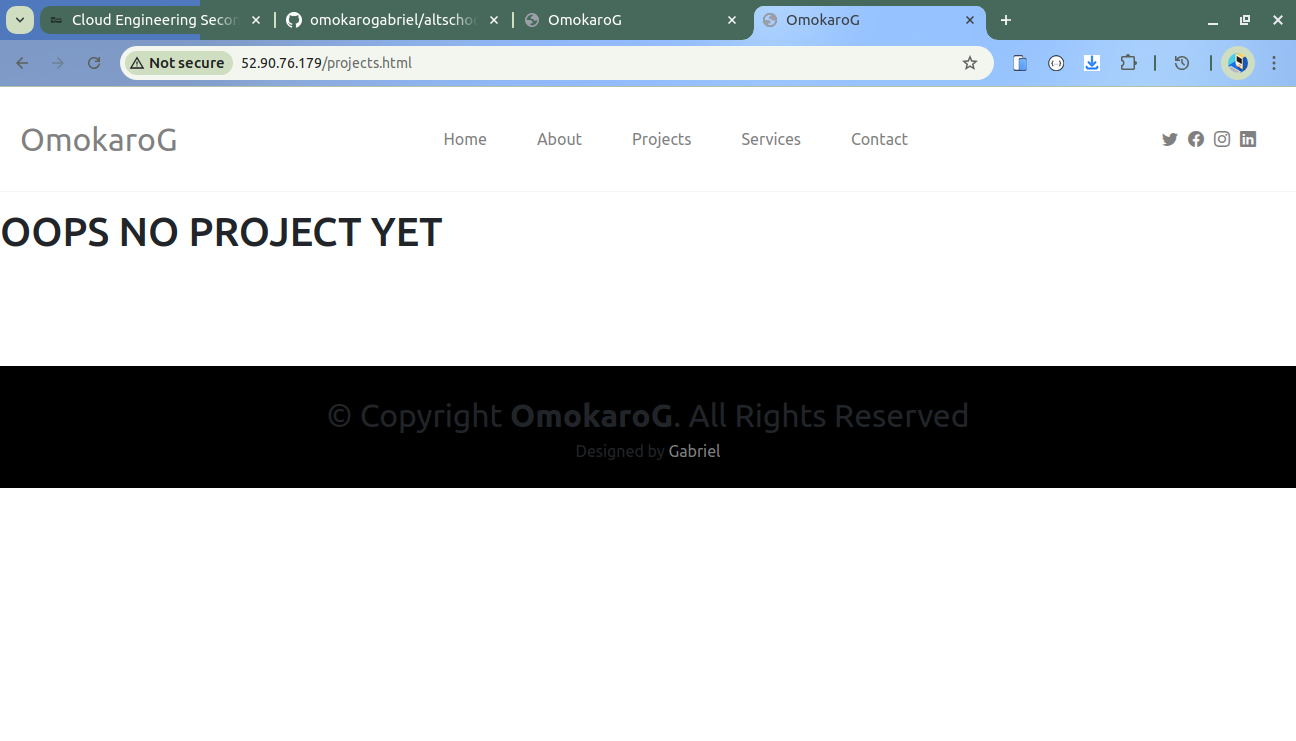 Cloud Engineering Secon
omokarogabriel/altschoo
OmokaroG
OmokaroG
Not secure 52.90.76.179/projects.html
OmokaroG
Home About Projects Services Contact
OOPS NO PROJECT YET
© Copyright OmokaroG. All Rights Reserved
Designed by Gabriel